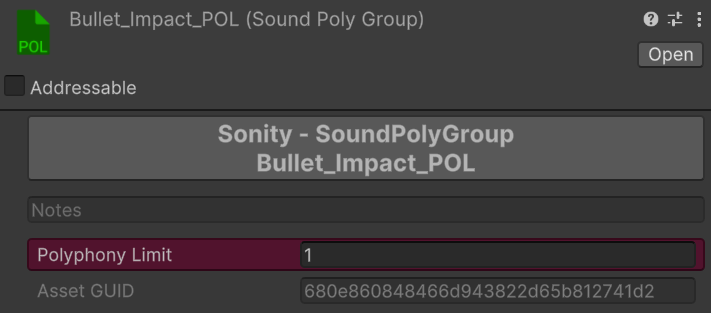 Bullet_Impact_POL (Sound Poly Group)
POL
Open
Addressable
Sonity - SoundPolyGroup
Bullet_Impact_POL
Notes
Polyphony Limit 1
Asset GUID 680e860848466d943822d65b812741d2